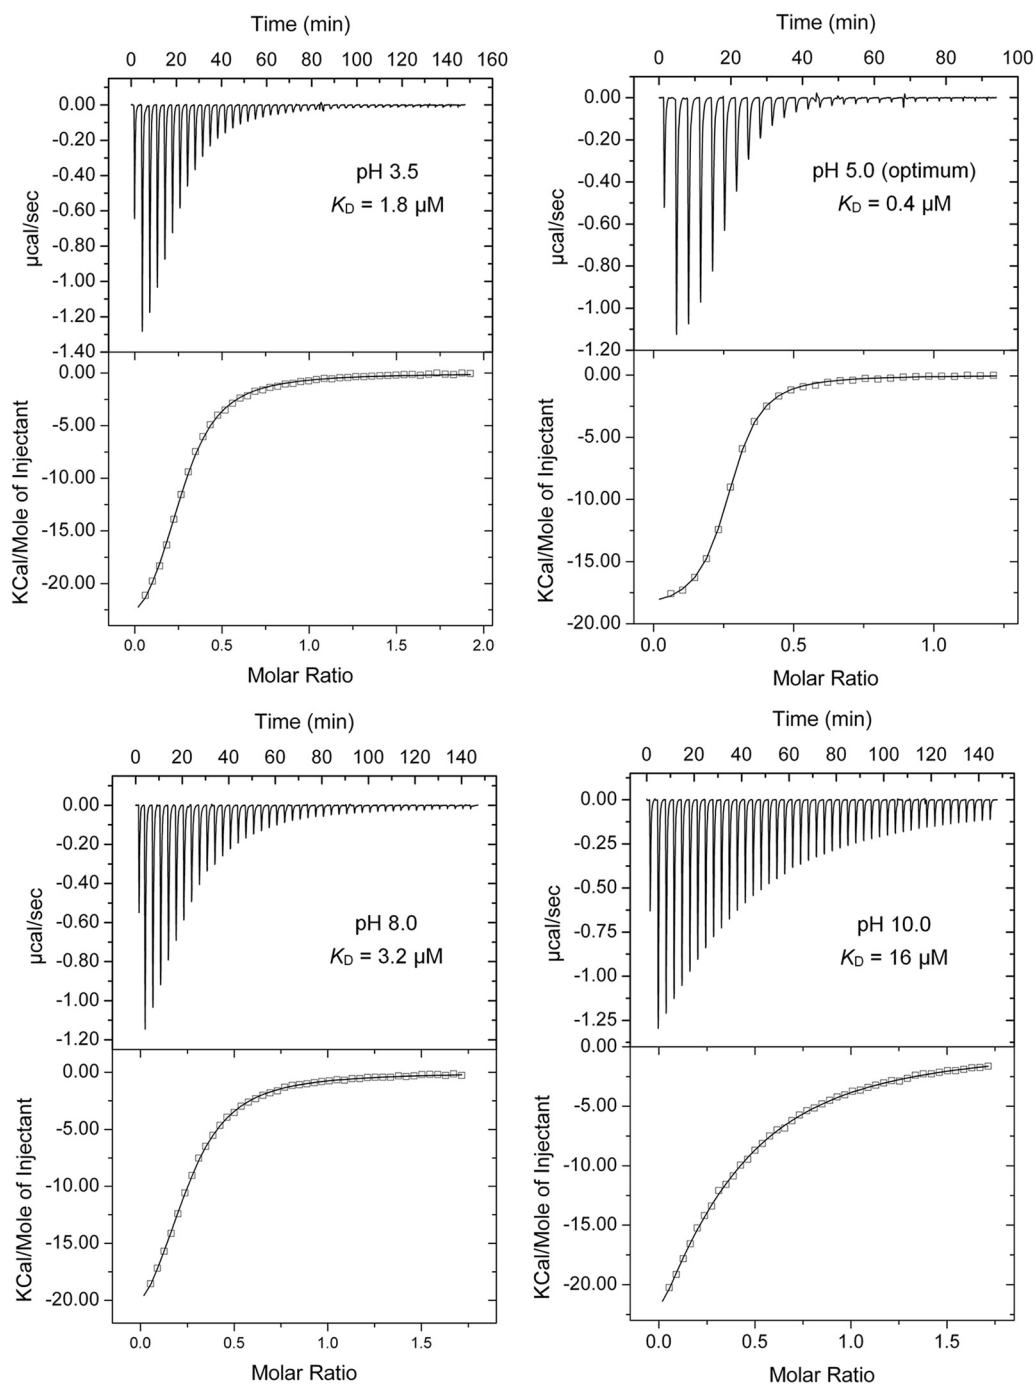 Time (min)
0 20 40 60 80 100 120 140 160
0.00
-0.20
-0.40
-0.60
-0.80
-1.00
-1.20
-1.40
µcal/sec
pH 3.5
KD = 1.8 µM
0.00
-5.00
-10.00
-15.00
-20.00
KCal/Mole of Injectant
0.0 0.5 1.0 1.5 2.0
Molar Ratio
Time (min)
0 20 40 60 80 100
0.00
-0.20
-0.40
-0.60
-0.80
-1.00
-1.20
µcal/sec
pH 5.0 (optimum)
KD = 0.4 µM
0.00
-5.00
-10.00
-15.00
-20.00
KCal/Mole of Injectant
0.0 0.5 1.0
Molar Ratio
Time (min)
0 20 40 60 80 100 120 140
0.00
-0.20
-0.40
-0.60
-0.80
-1.00
-1.20
µcal/sec
pH 8.0
KD = 3.2 µM
0.00
-5.00
-10.00
-15.00
-20.00
KCal/Mole of Injectant
0.0 0.5 1.0 1.5
Molar Ratio
Time (min)
0 20 40 60 80 100 120 140
0.00
-0.25
-0.50
-0.75
-1.00
-1.25
µcal/sec
pH 10.0
KD = 16 µM
0.00
-5.00
-10.00
-15.00
-20.00
KCal/Mole of Injectant
0.0 0.5 1.0 1.5
Molar Ratio